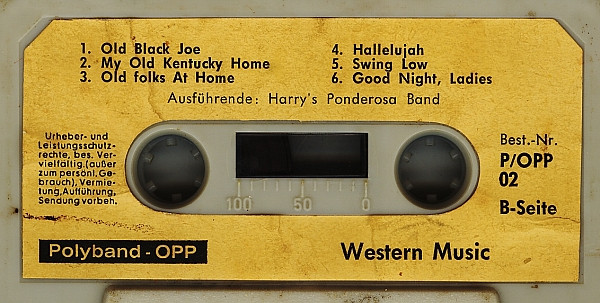 1. Old Black Joe
2. My Old Kentucky Home
3. Old folks At Home
4. Hallelujah
5. Swing Low
6. Good Night, Ladies
Ausführende: Harry's Ponderosa Band
Urheber- und
Leistungsschutz-
rechte, bes. Ver-
vielfältig.(außer
zum persönl. Ge-
brauch), Vermie-
tung,Aufführung,
Sendung vorbeh.
100 50 0
Best.-Nr.
P/OPP
02
B-Seite
Polyband - OPP
Western Music